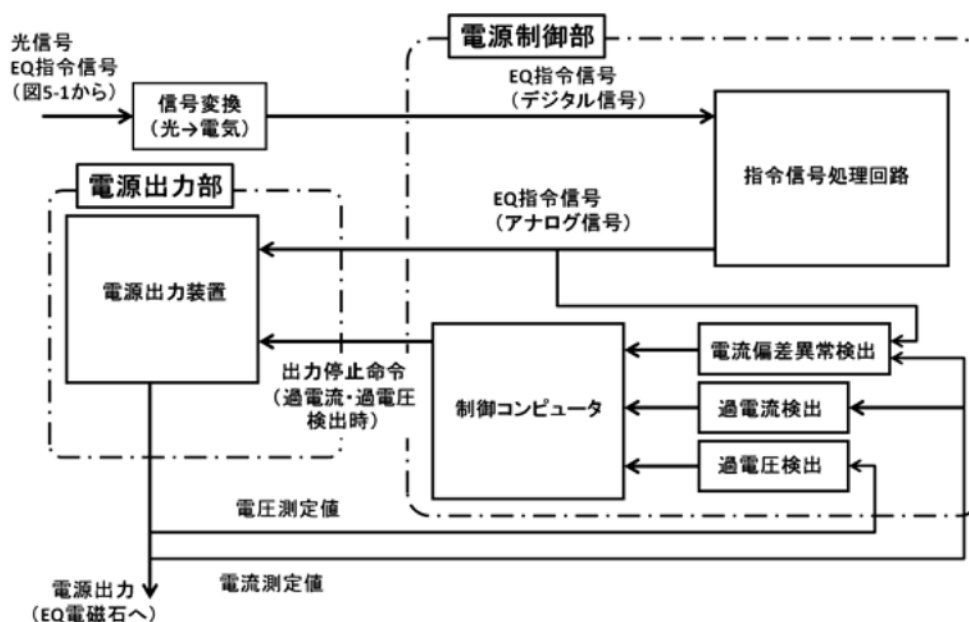 光信号
EQ指令信号
(図5-1から)
信号変換
(光→電気)
電源制御部
EQ指令信号
(デジタル信号)
指令信号処理回路
電源出力部
EQ指令信号
(アナログ信号)
電源出力装置
出力停止命令
(過電流・過電圧
検出時)
制御コンピュータ
電流偏差異常検出
過電流検出
過電圧検出
電圧測定値
電流測定値
電源出力
(EQ電磁石へ)